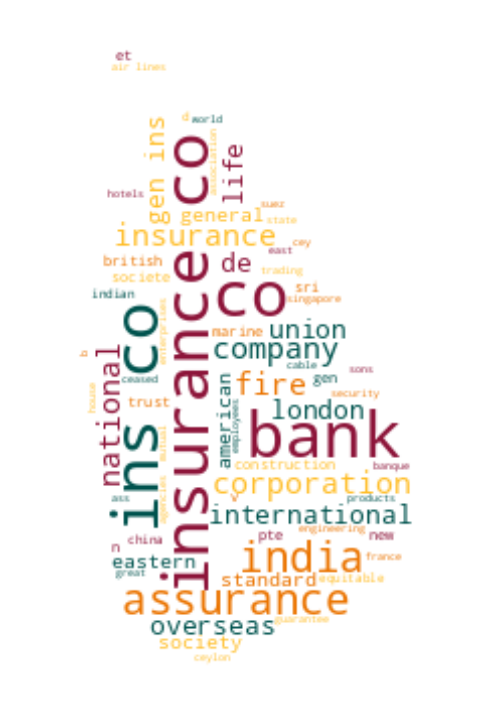 et
air lines
d world
gen ins
insurance co
association
life
hotels
suez
general
state
insurance
east cey
british
de
trading
societe
sri
indian
co
singapore
ins co
enterprises
marine union
company
b
national
cable sons
ceased
american
fire gen
house
employees
security
trust
london
mutual
bank
construction
banque
corporation
ass
agencies
v
products
international
engineering
china
pte new
n
india
france
eastern
great
standard equitable
assurance
guarantee
overseas
society
ceylon